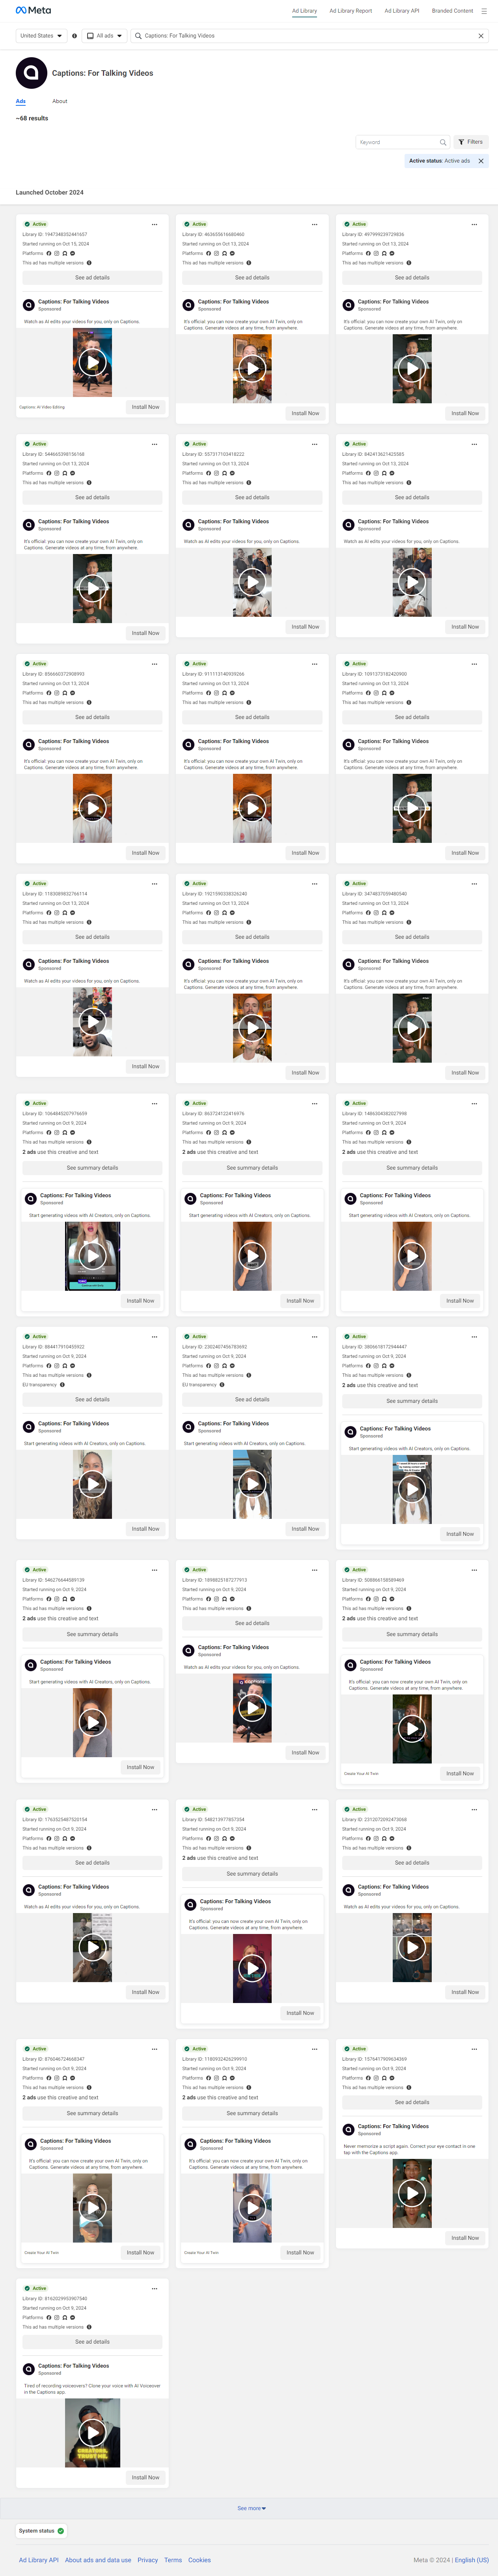 Meta
Ad Library
Ad Library Report
Ad Library API
Branded Content
United States
All ads
Captions: For Talking Videos
Captions: For Talking Videos
Ads
About
~68 results
Keyword
Filters
Active status: Active ads
Launched October 2024
Active
Library ID: 1947348352441657
Started running on Oct 15, 2024
Platforms
This ad has multiple versions
See ad details
Captions: For Talking Videos
Sponsored
Watch as AI edits your videos for you, only on Captions.
Captions: AI Video Editing
Install Now
Active
Library ID: 463655616680460
Started running on Oct 13, 2024
Platforms
This ad has multiple versions
See ad details
Captions: For Talking Videos
Sponsored
It's official: you can now create your own AI Twin, only on
Captions. Generate videos at any time, from anywhere.
Install Now
Active
Library ID: 497999239729836
Started running on Oct 13, 2024
Platforms
This ad has multiple versions
See ad details
Captions: For Talking Videos
Sponsored
It's official: you can now create your own AI Twin, only on
Captions. Generate videos at any time, from anywhere.
Install Now
Active
Library ID: 544665398156168
Started running on Oct 13, 2024
Platforms
This ad has multiple versions
See ad details
Captions: For Talking Videos
Sponsored
It's official: you can now create your own AI Twin, only on
Captions. Generate videos at any time, from anywhere.
Install Now
Active
Library ID: 557317103418222
Started running on Oct 13, 2024
Platforms
This ad has multiple versions
See ad details
Captions: For Talking Videos
Sponsored
Watch as AI edits your videos for you, only on Captions.
Install Now
Active
Library ID: 842413621425585
Started running on Oct 13, 2024
Platforms
This ad has multiple versions
See ad details
Captions: For Talking Videos
Sponsored
Watch as AI edits your videos for you, only on Captions.
Install Now
Active
Library ID: 856660372908993
Started running on Oct 13, 2024
Platforms
This ad has multiple versions
See ad details
Captions: For Talking Videos
Sponsored
It's official: you can now create your own AI Twin, only on
Captions. Generate videos at any time, from anywhere.
Install Now
Active
Library ID: 911113140939266
Started running on Oct 13, 2024
Platforms
This ad has multiple versions
See ad details
Captions: For Talking Videos
Sponsored
It's official: you can now create your own AI Twin, only on
Captions. Generate videos at any time, from anywhere.
Install Now
Active
Library ID: 1091373182420900
Started running on Oct 13, 2024
Platforms
This ad has multiple versions
See ad details
Captions: For Talking Videos
Sponsored
It's official: you can now create your own AI Twin, only on
Captions. Generate videos at any time, from anywhere.
Install Now
Active
Library ID: 1183089832766114
Started running on Oct 13, 2024
Platforms
This ad has multiple versions
See ad details
Captions: For Talking Videos
Sponsored
Watch as AI edits your videos for you, only on Captions.
Install Now
Active
Library ID: 1921590338326240
Started running on Oct 13, 2024
Platforms
This ad has multiple versions
See ad details
Captions: For Talking Videos
Sponsored
It's official: you can now create your own AI Twin, only on
Captions. Generate videos at any time, from anywhere.
Install Now
Active
Library ID: 3474837659480540
Started running on Oct 13, 2024
Platforms
This ad has multiple versions
See ad details
Captions: For Talking Videos
Sponsored
It's official: you can now create your own AI Twin, only on
Captions. Generate videos at any time, from anywhere.
Install Now
Active
Library ID: 1064845207976659
Started running on Oct 9, 2024
Platforms
This ad has multiple versions
2 ads use this creative and text
See summary details
Captions: For Talking Videos
Sponsored
Start generating videos with AI Creators, only on Captions.
Install Now
Active
Library ID: 863724122416976
Started running on Oct 9, 2024
Platforms
This ad has multiple versions
2 ads use this creative and text
See summary details
Captions: For Talking Videos
Sponsored
Start generating videos with AI Creators, only on Captions.
Install Now
Active
Library ID: 1486304382027998
Started running on Oct 9, 2024
Platforms
This ad has multiple versions
2 ads use this creative and text
See summary details
Captions: For Talking Videos
Sponsored
Start generating videos with AI Creators, only on Captions.
Install Now
Active
Library ID: 884417910455922
Started running on Oct 9, 2024
Platforms
This ad has multiple versions
EU transparency
See ad details
Captions: For Talking Videos
Sponsored
Start generating videos with AI Creators, only on Captions.
Install Now
Active
Library ID: 2302407456783692
Started running on Oct 9, 2024
Platforms
This ad has multiple versions
EU transparency
See ad details
Captions: For Talking Videos
Sponsored
Start generating videos with AI Creators, only on Captions.
Install Now
Active
Library ID: 3856618172944447
Started running on Oct 9, 2024
Platforms
This ad has multiple versions
2 ads use this creative and text
See summary details
Captions: For Talking Videos
Sponsored
Start generating videos with AI Creators, only on Captions.
Install Now
Active
Library ID: 546276644589139
Started running on Oct 9, 2024
Platforms
This ad has multiple versions
2 ads use this creative and text
See summary details
Captions: For Talking Videos
Sponsored
Start generating videos with AI Creators, only on Captions.
Install Now
Active
Library ID: 1898825187277913
Started running on Oct 9, 2024
Platforms
This ad has multiple versions
See ad details
Captions: For Talking Videos
Sponsored
Watch as AI edits your videos for you, only on Captions.
Install Now
Active
Library ID: 508866158589469
Started running on Oct 9, 2024
Platforms
This ad has multiple versions
2 ads use this creative and text
See summary details
Captions: For Talking Videos
Sponsored
It's official: you can now create your own AI Twin, only on
Captions. Generate videos at any time, from anywhere.
Create Your AI Twin
Install Now
Active
Library ID: 1763525487520154
Started running on Oct 9, 2024
Platforms
This ad has multiple versions
See ad details
Captions: For Talking Videos
Sponsored
Watch as AI edits your videos for you, only on Captions.
Install Now
Active
Library ID: 548213977657354
Started running on Oct 9, 2024
Platforms
This ad has multiple versions
2 ads use this creative and text
See summary details
Captions: For Talking Videos
Sponsored
It's official: you can now create your own AI Twin, only on
Captions. Generate videos at any time, from anywhere.
Install Now
Active
Library ID: 2312072092473068
Started running on Oct 9, 2024
Platforms
This ad has multiple versions
See ad details
Captions: For Talking Videos
Sponsored
Watch as AI edits your videos for you, only on Captions.
Install Now
Active
Library ID: 876046724668347
Started running on Oct 9, 2024
Platforms
This ad has multiple versions
2 ads use this creative and text
See summary details
Captions: For Talking Videos
Sponsored
It's official: you can now create your own AI Twin, only on
Captions. Generate videos at any time, from anywhere.
Create Your AI Twin
Install Now
Active
Library ID: 1180932426299910
Started running on Oct 9, 2024
Platforms
This ad has multiple versions
2 ads use this creative and text
See summary details
Captions: For Talking Videos
Sponsored
It's official: you can now create your own AI Twin, only on
Captions. Generate videos at any time, from anywhere.
Create Your AI Twin
Install Now
Active
Library ID: 1576417909634369
Started running on Oct 9, 2024
Platforms
This ad has multiple versions
See ad details
Captions: For Talking Videos
Sponsored
Never memorize a script again. Correct your eye contact in one
tap with the Captions app.
Install Now
Active
Library ID: 8162029953907340
Started running on Oct 9, 2024
Platforms
This ad has multiple versions
See ad details
Captions: For Talking Videos
Sponsored
Tired of recording voiceovers? Clone your voice with AI Voiceover
in the Captions app.
CREATORS,
TRUST ME,
Install Now
See more
System status
Ad Library API
About ads and data use
Privacy
Terms
Cookies
Meta © 2024 | English (US)